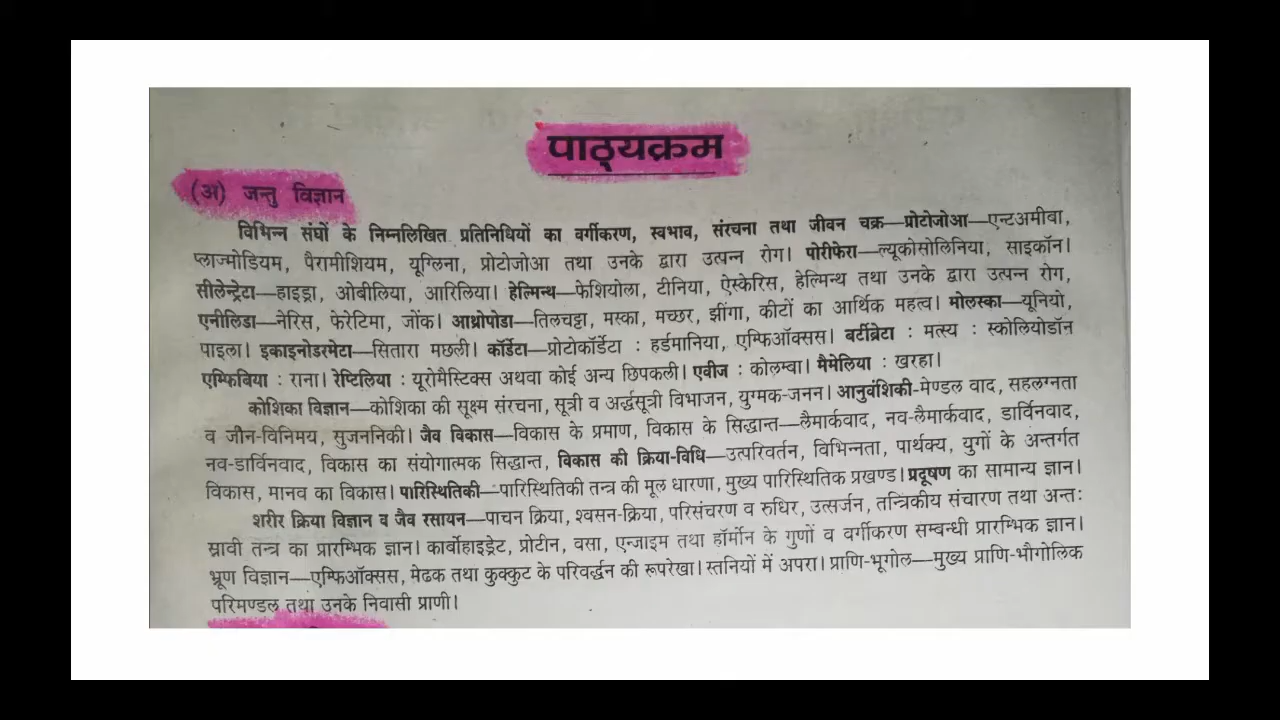 पाठ्यक्रम
(अ) जन्तु विज्ञान
विभिन्न संघों के निम्नलिखित प्रतिनिधियों का वर्गीकरण, स्वभाव, संरचना तथा जीवन चक्र—प्रोटोजोआ—एन्टअमीबा,
प्लाज्मोडियम, पैरामीशियम, यूग्लिना, प्रोटोजोआ तथा उनके द्वारा उत्पन्न रोग। पोरीफेरा—ल्यूकोसोलिनिया, साइकॉन।
सीलेन्ट्रेटा—हाइड्रा, ओबीलिया, आरिलिया। हेल्मिन्थ—फेशियोला, टीनिया, ऐस्केरिस, हेल्मिन्थ तथा उनके द्वारा उत्पन्न रोग,
एनीलिडा—नेरिस, फेरेटिमा, जोंक। आथ्रोपोडा—तिलचट्टा, मस्का, मच्छर, झींगा, कीटों का आर्थिक महत्व। मोलस्का—यूनियो,
पाइला। इकाइनोडरमेटा—सितारा मछली। कॉर्डेटा—प्रोटोकॉर्डेटा : हर्डमानिया, एम्फिऑक्सस। बर्टीब्रेटा : मत्स्य : स्कोलियोडॉन
एम्फिबिया : राना। रेप्टिलिया : यूरोमैस्टिक्स अथवा कोई अन्य छिपकली। एवीज : कोलम्बा। मैमेलिया : खरहा।
कोशिका विज्ञान—कोशिका की सूक्ष्म संरचना, सूत्री व अर्द्धसूत्री विभाजन, युग्मक-जनन। आनुवंशिकी-मेण्डल वाद, सहलग्नता
व जीन-विनिमय, सुजननिकी। जैव विकास—विकास के प्रमाण, विकास के सिद्धान्त—लैमार्कवाद, नव-लैमार्कवाद, डार्विनवाद,
नव-डार्विनवाद, विकास का संयोगात्मक सिद्धान्त, विकास की क्रिया-विधि—उत्परिवर्तन, विभिन्नता, पार्थक्य, युगों के अन्तर्गत
विकास, मानव का विकास। पारिस्थितिकी—पारिस्थितिकी तन्त्र की मूल धारणा, मुख्य पारिस्थितिक प्रखण्ड। प्रदूषण का सामान्य ज्ञान।
शरीर क्रिया विज्ञान व जैव रसायन—पाचन क्रिया, श्वसन-क्रिया, परिसंचरण व रुधिर, उत्सर्जन, तन्त्रिकीय संचारण तथा अन्तः
स्रावी तन्त्र का प्रारम्भिक ज्ञान। कार्बोहाइड्रेट, प्रोटीन, वसा, एन्जाइम तथा हॉर्मोन के गुणों व वर्गीकरण सम्बन्धी प्रारम्भिक ज्ञान।
भ्रूण विज्ञान—एम्फिऑक्सस, मेढक तथा कुक्कुट के परिवर्द्धन की रूपरेखा। स्तनियों में अपरा। प्राणि-भूगोल—मुख्य प्राणि-भौगोलिक
परिमण्डल तथा उनके निवासी प्राणी।